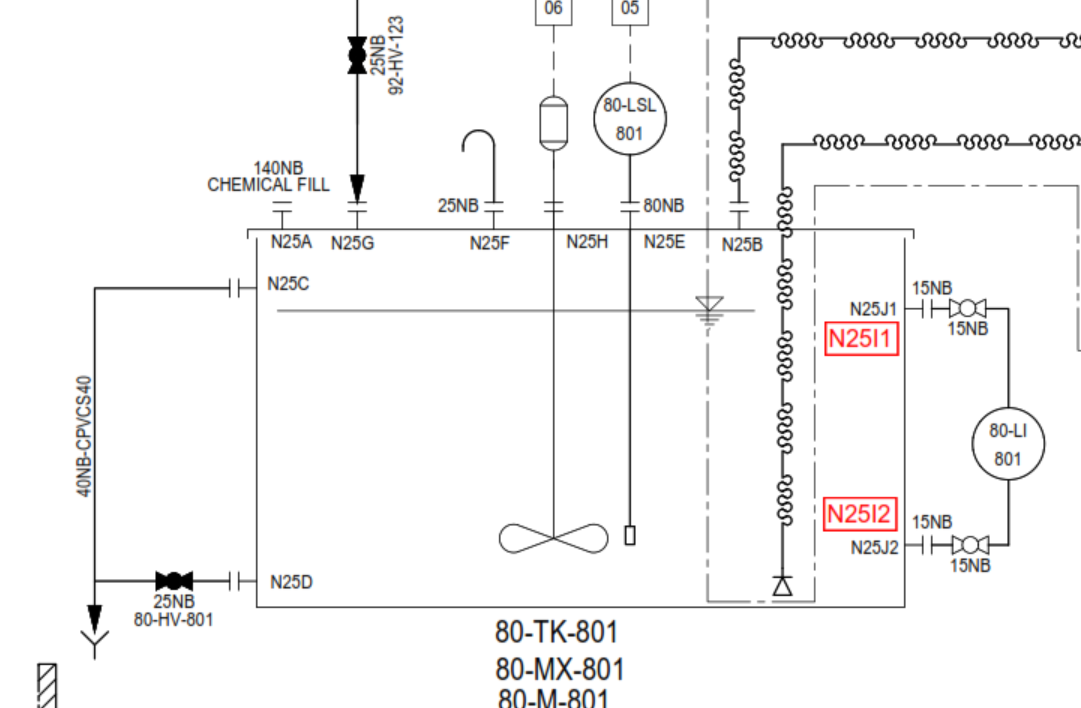 06
05
25NB
92-HV-123
80-LSL
801
140NB
CHEMICAL FILL
25NB
80NB
N25A
N25G
N25F
N25H
N25E
N25B
N25C
15NB
N25J1
15NB
N25I1
40NB-CPVCS40
80-LI
801
N25I2
15NB
N25J2
15NB
N25D
25NB
80-HV-801
80-TK-801
80-MX-801
80-M-801